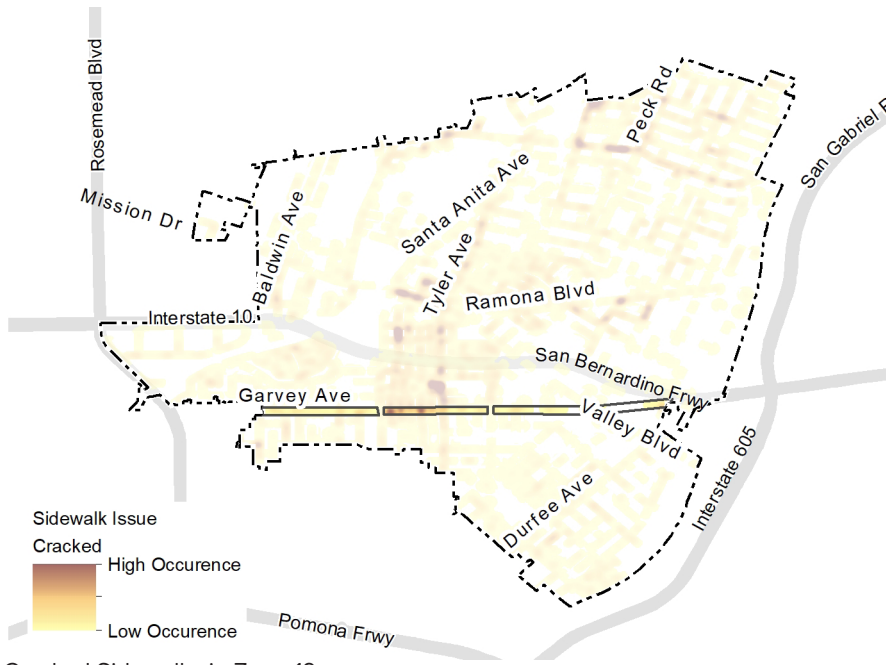 Rosemead Blvd
Peck Rd
San Gabriel
Mission Dr
Baldwin Ave
Santa Anita Ave
Tyler Ave
Ramona Blvd
Interstate 10
San Bernardino Frwy
Garvey Ave
Valley Blvd
Interstate 605
Durfee Ave
Sidewalk Issue
Cracked
High Occurence
Low Occurence
Pomona Frwy